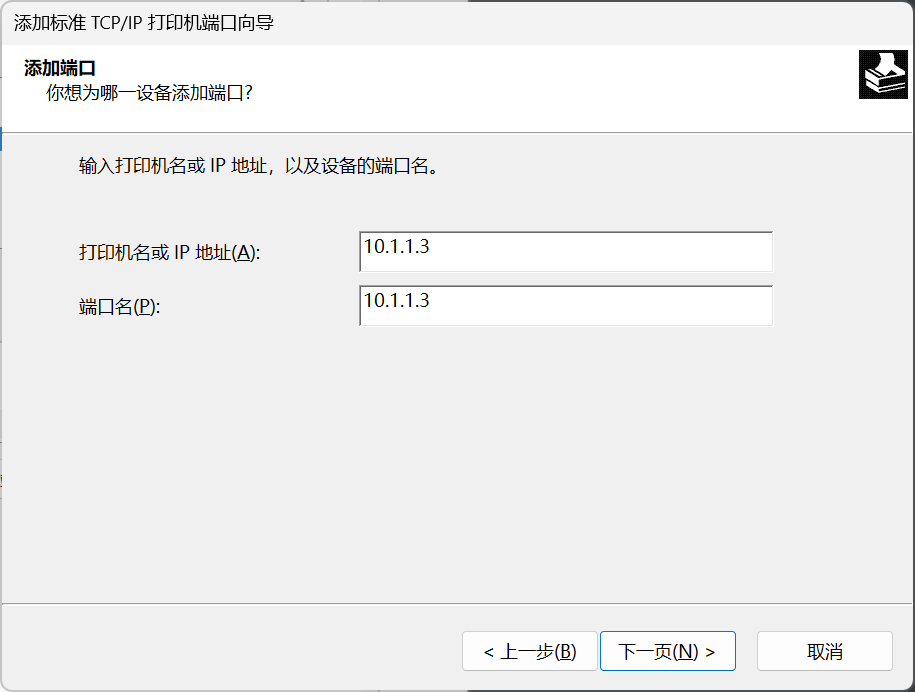 添加标准 TCP/IP 打印机端口向导
添加端口
你想为哪一设备添加端口?
输入打印机名或 IP 地址，以及设备的端口名。
打印机名或 IP 地址(A): 10.1.1.3
端口名(P): 10.1.1.3
< 上一步(B) 下一页(N) > 取消